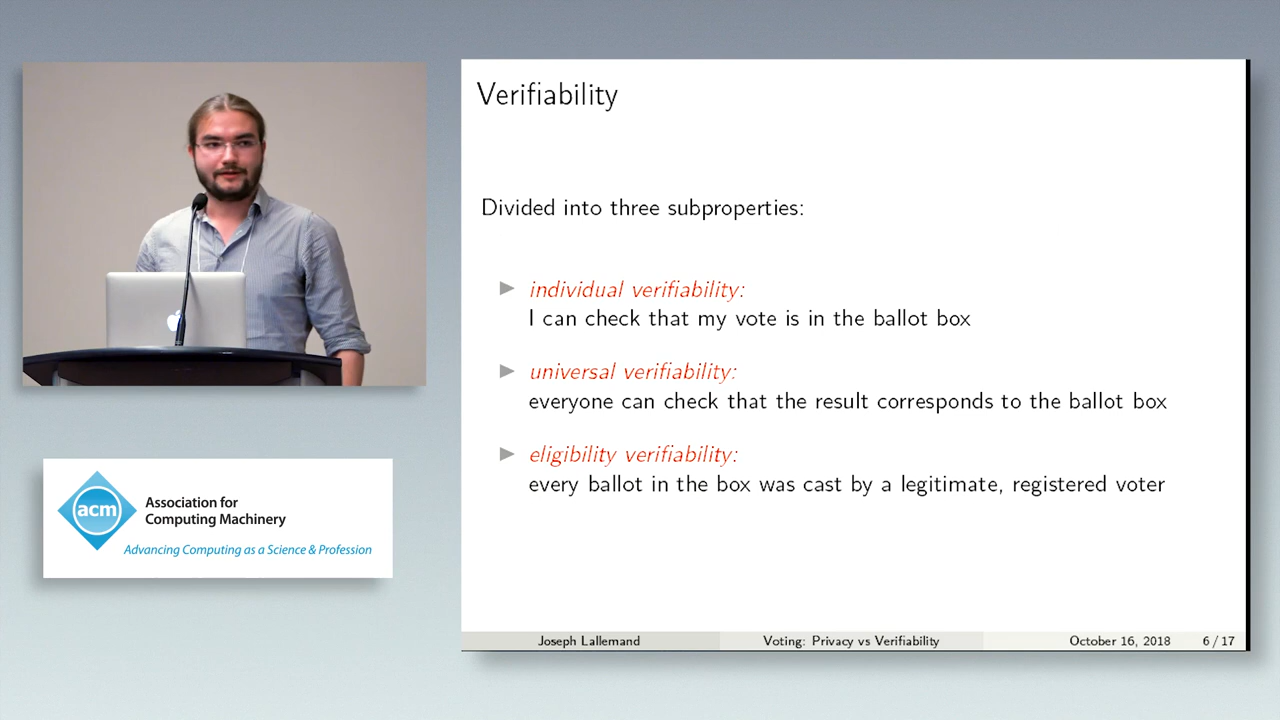 Verifiability
Divided into three subproperties:
individual verifiability:
I can check that my vote is in the ballot box
universal verifiability:
everyone can check that the result corresponds to the ballot box
eligibility verifiability:
every ballot in the box was cast by a legitimate, registered voter
acm
Association for
Computing Machinery
Advancing Computing as a Science & Profession
Joseph Lallemand Voting: Privacy vs Verifiability October 16, 2018 6 / 17